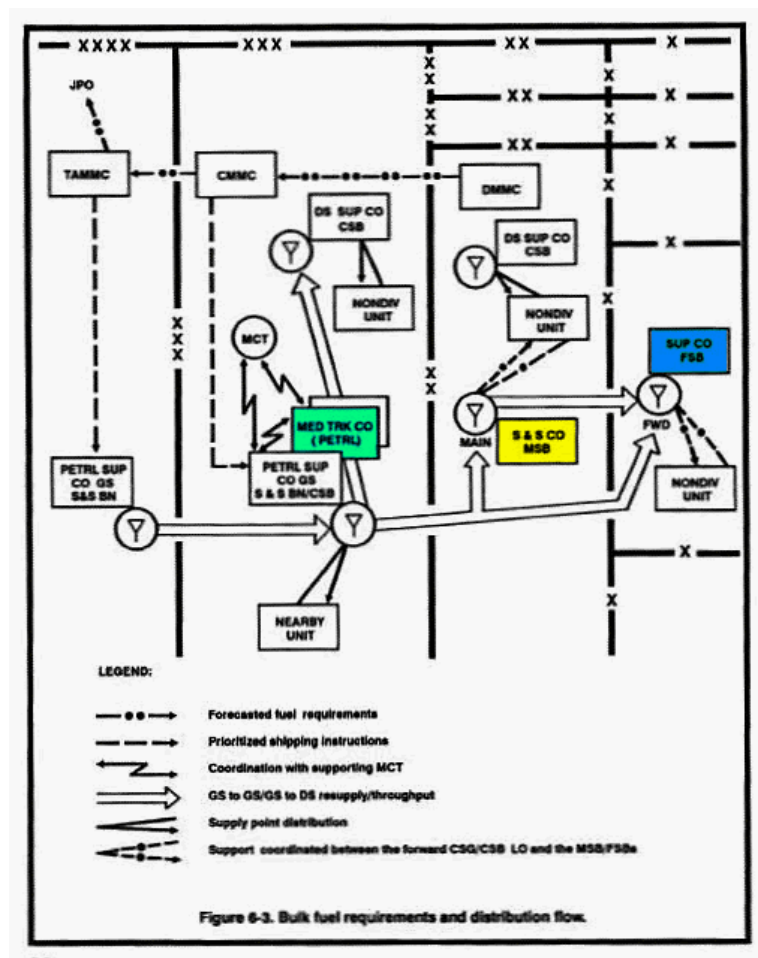 XXXX XXX XX X
X
X
XX X
X
X
XX X
X
JPO
TAMMC
CMMC
DMMC
X
DS SUP CO
CSB
DS SUP CO
CSB
X
NONDIV
UNIT
NONDIV
UNIT
X
X
X
X
MCT
SUP CO
FSB
X
X
MED TRK CO
( PETRL )
MAIN
S & S CO
MSB
FWD
PETRL SUP
CO GS
S&S BN
PETRL SUP
CO GS
S & S BN/CSB
NONDIV
UNIT
X
X
NEARBY
UNIT
LEGEND:
Forecasted fuel requirements
Prioritized shipping instructions
Coordination with supporting MCT
GS to GS/GS to DS resupply/throughput
Supply point distribution
Support coordinated between the forward CSG/CSB LO and the MSB/FSBs
Figure 6-3. Bulk fuel requirements and distribution flow.